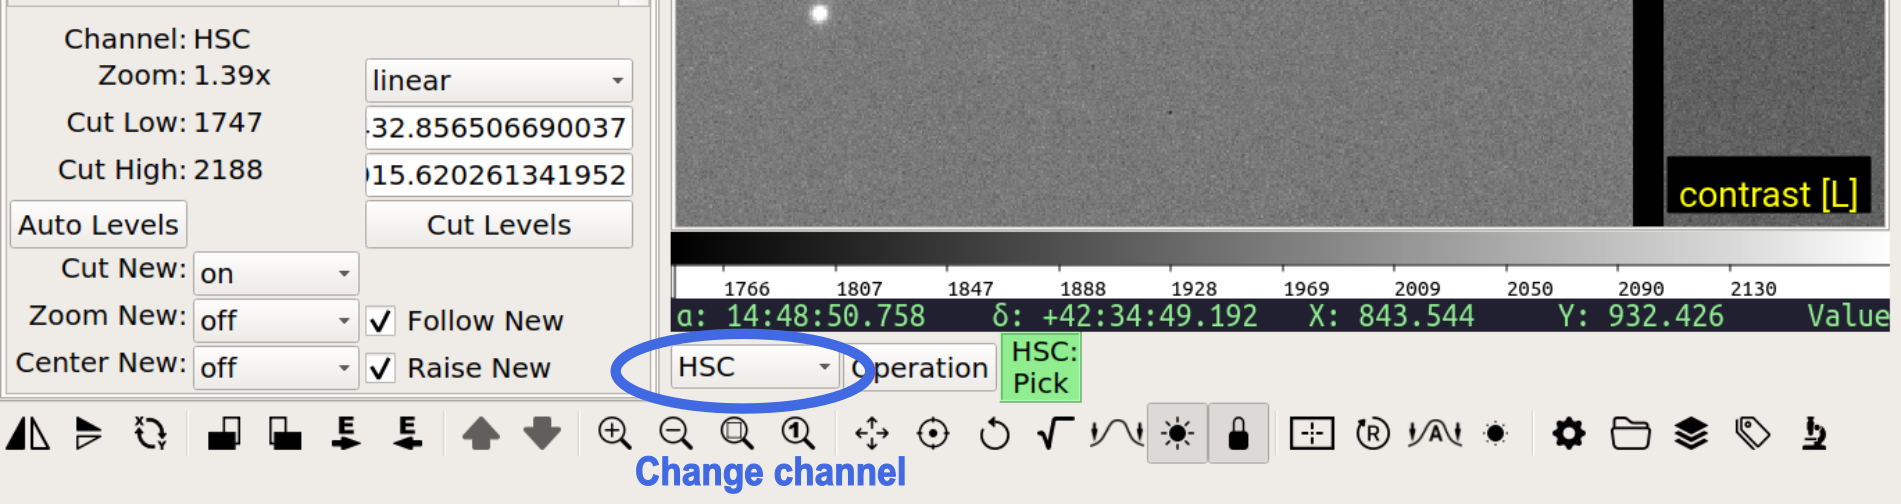 Channel: HSC
Zoom: 1.39x
linear
Cut Low: 1747
32.856506690037
Cut High: 2188
15.620261341952
Auto Levels
Cut Levels
Cut New: on
Zoom New: off
Follow New
Center New: off
Raise New
contrast [L]
1766 1807 1847 1888 1928 1969 2009 2050 2090 2130
α: 14:48:50.758 δ: +42:34:49.192 X: 843.544 Y: 932.426 Value
HSC
Operation
HSC:
Pick
X
Y
E
E
1
R
A
Change channel